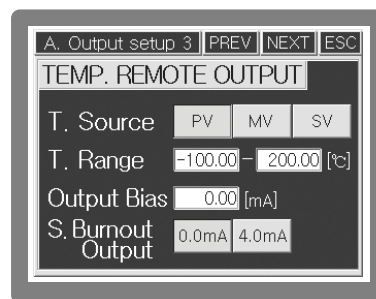 A. Output setup 3 PREV NEXT ESC
TEMP. REMOTE OUTPUT
T. Source PV MV SV
T. Range -100.00 - 200.00 [℃]
Output Bias 0.00 [mA]
S. Burnout Output 0.0mA 4.0mA